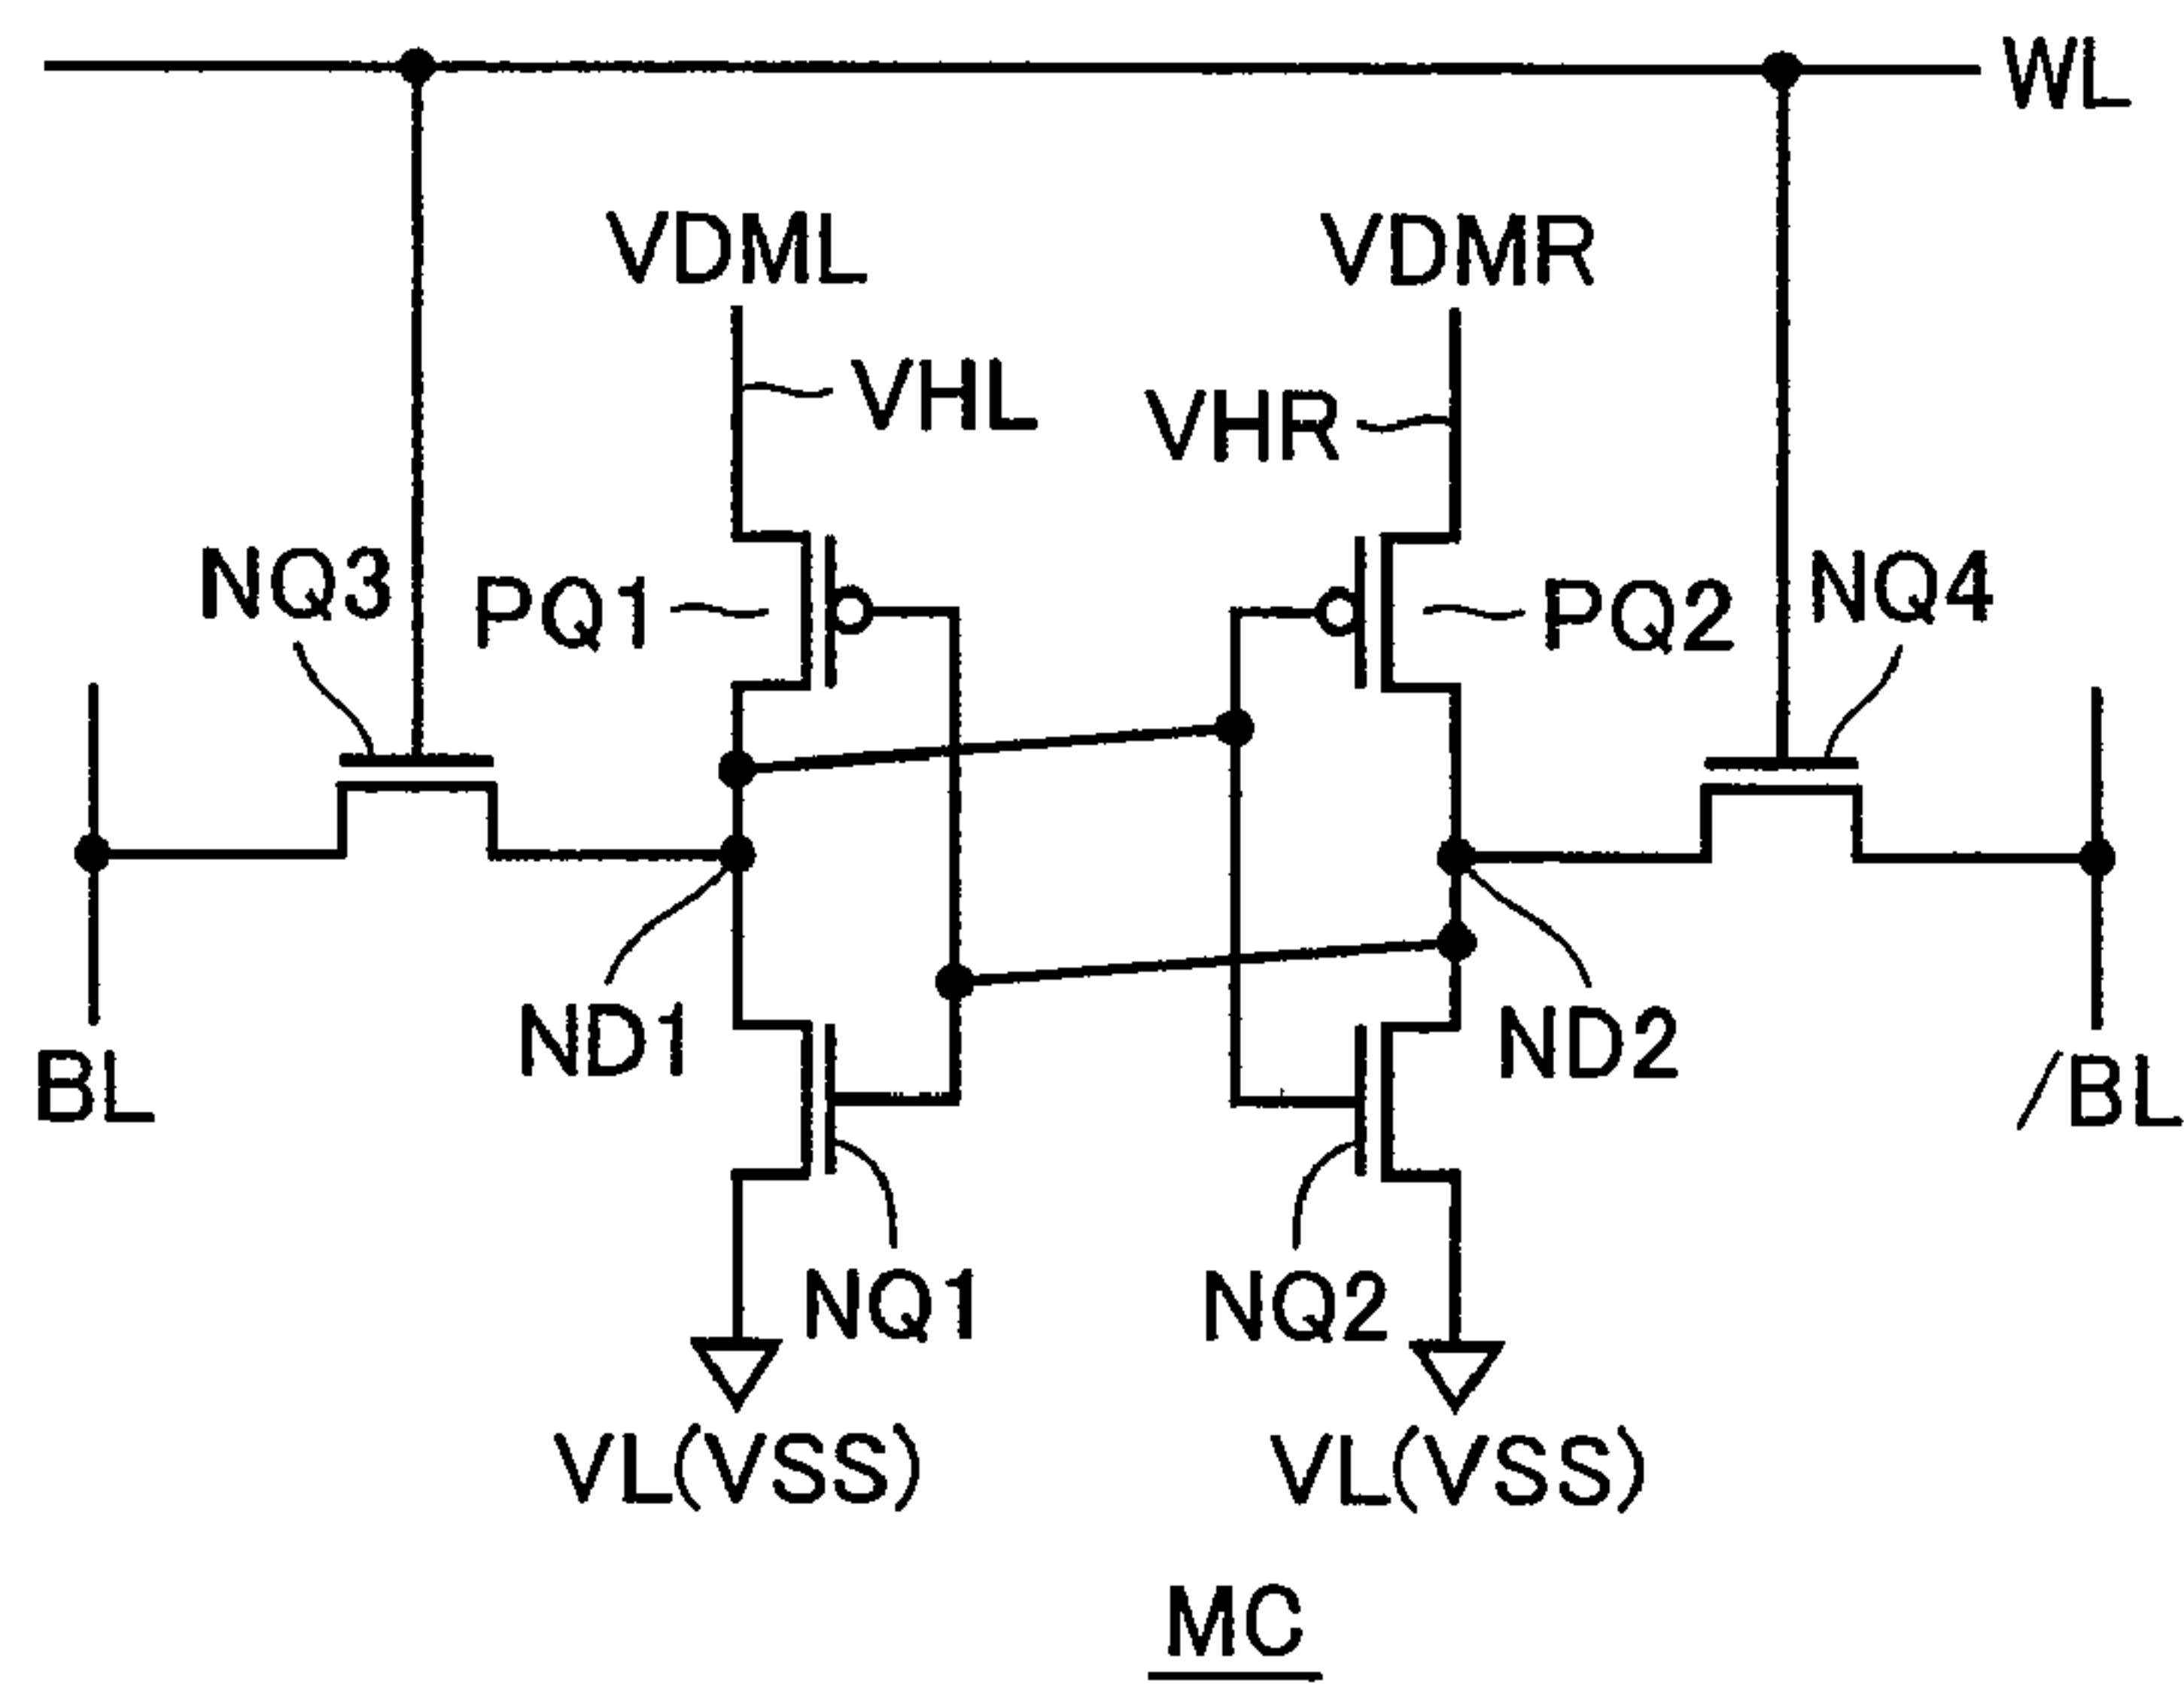 WL
VDML
VDMR
VHL
VHR
NQ3
PQ1
PQ2
NQ4
ND1
ND2
BL
/BL
NQ1
NQ2
VL(VSS)
VL(VSS)
MC